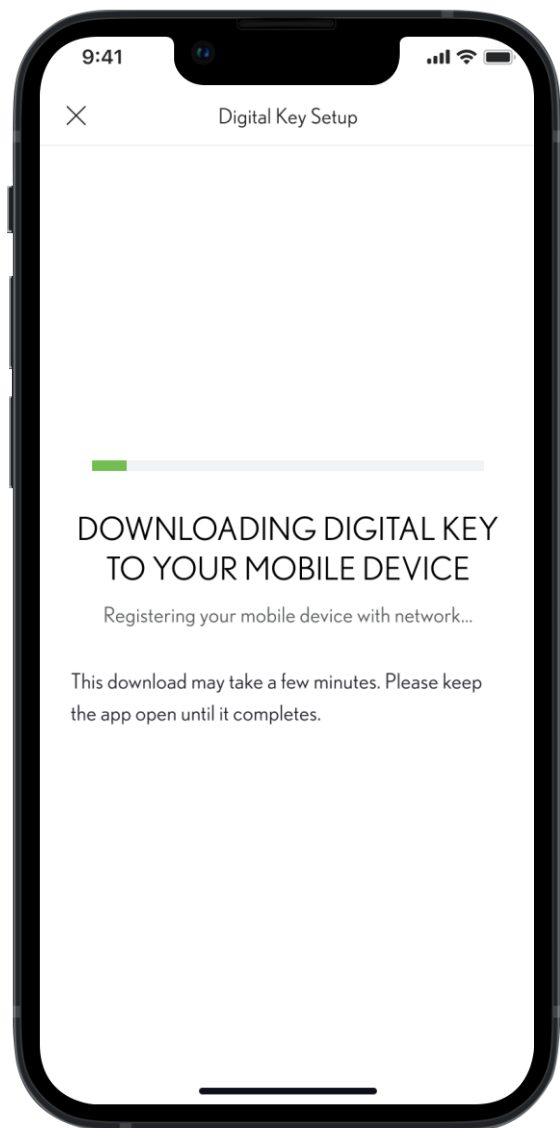 9:41
Digital Key Setup
DOWNLOADING DIGITAL KEY
TO YOUR MOBILE DEVICE
Registering your mobile device with network...
This download may take a few minutes. Please keep
the app open until it completes.